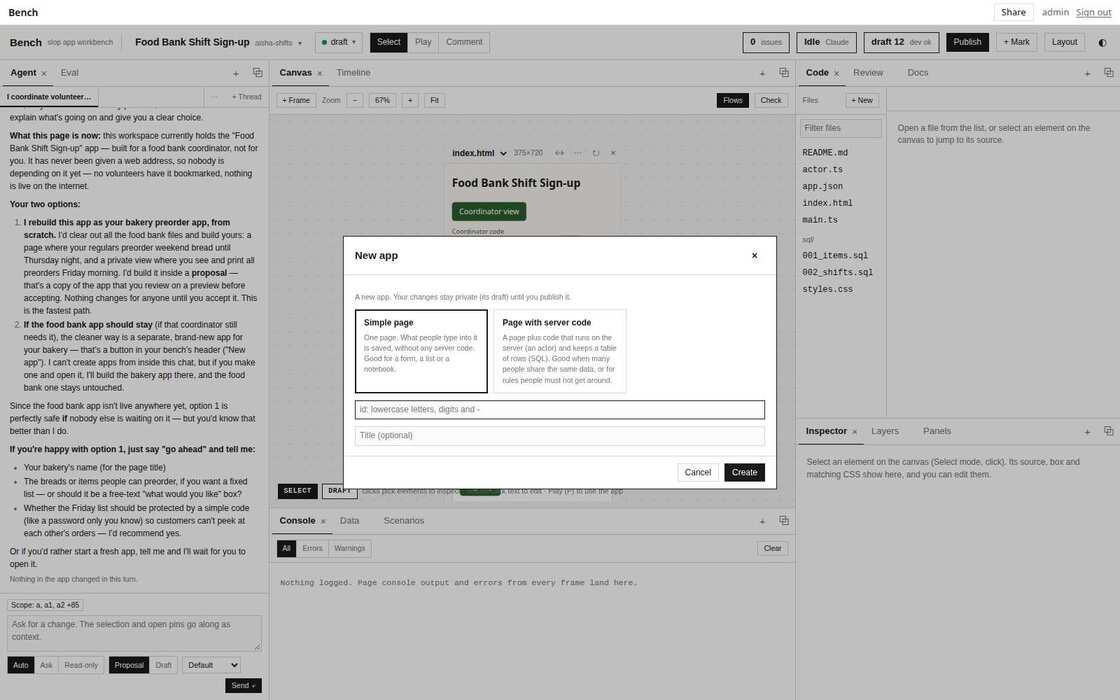 Bench
Share
admin
Sign out
Bench
slop app workbench
Food Bank Shift Sign-up
aisha-shifts
draft
Select
Play
Comment
0 issues
Idle Claude
draft 12 dev ok
Publish
+ Mark
Layout
Agent
Eval
I coordinate volunteer…
+ Thread
explain what's going on and give you a clear choice.
What this page is now: this workspace currently holds the "Food
Bank Shift Sign-up" app — built for a food bank coordinator, not for
you. It has never been given a web address, so nobody is
depending on it yet — no volunteers have it bookmarked, nothing
is live on the internet.
Your two options:
1. I rebuild this app as your bakery preorder app, from
scratch. I'd clear out all the food bank files and build yours: a
page where your regulars preorder weekend bread until
Thursday night, and a private view where you see and print all
preorders Friday morning. I'd build it inside a proposal —
that's a copy of the app that you review on a preview before
accepting. Nothing changes for anyone until you accept it. This
is the fastest path.
2. If the food bank app should stay (if that coordinator still
needs it), the cleaner way is a separate, brand-new app for
your bakery — that's a button in your bench's header ("New
app"). I can't create apps from inside this chat, but if you make
one and open it, I'll build the bakery app there, and the food
bank one stays untouched.
Since the food bank app isn't live anywhere yet, option 1 is
perfectly safe if nobody else is waiting on it — but you'd know that
better than I do.
If you're happy with option 1, just say "go ahead" and tell me:
• Your bakery's name (for the page title)
• The breads or items people can preorder, if you want a fixed
list — or should it be a free-text "what would you like" box?
• Whether the Friday list should be protected by a simple code
(like a password only you know) so customers can't peek at
each other's orders — I'd recommend yes.
Or if you'd rather start a fresh app, tell me and I'll wait for you to
open it.
Nothing in the app changed in this turn.
Scope: a, a1, a2 +85
Ask for a change. The selection and open pins go along as
context.
Auto
Ask
Read-only
Proposal
Draft
Default
Send
Canvas
Timeline
+ Frame
Zoom
−
67%
+
Fit
Flows
Check
index.html
375×720
Food Bank Shift Sign-up
Coordinator view
Coordinator code
New app
A new app. Your changes stay private (its draft) until you publish it.
Simple page
One page. What people type into it
is saved, without any server code.
Good for a form, a list or a
notebook.
Page with server code
A page plus code that runs on the
server (an actor) and keeps a table
of rows (SQL). Good when many
people share the same data, or for
rules people must not get around.
id: lowercase letters, digits and -
Title (optional)
Cancel
Create
SELECT
DRAFT
clicks pick elements to inspec
x text to edit · Play (P) to use the app
Console
Data
Scenarios
All
Errors
Warnings
Clear
Nothing logged. Page console output and errors from every frame land here.
Code
Review
Docs
Files
+ New
Filter files
README.md
actor.ts
app.json
index.html
main.ts
sql/
001_items.sql
002_shifts.sql
styles.css
Open a file from the list, or select an element on the
canvas to jump to its source.
Inspector
Layers
Panels
Select an element on the canvas (Select mode, click). Its source, box and
matching CSS show here, and you can edit them.